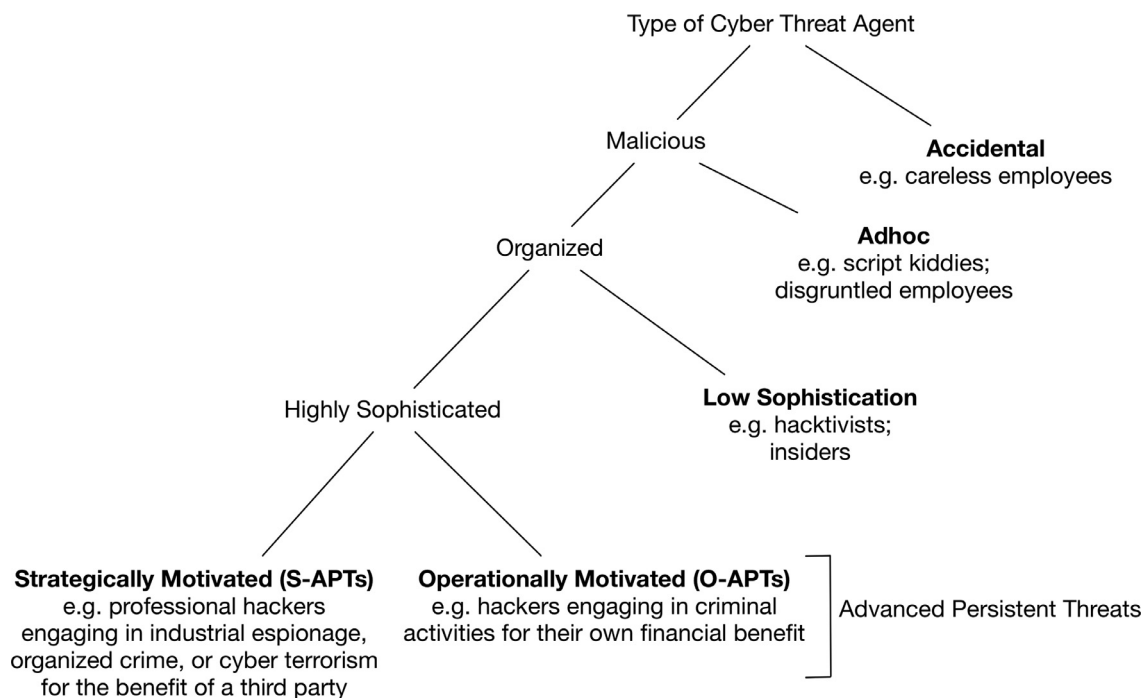 Type of Cyber Threat Agent
Malicious
Accidental
e.g. careless employees
Adhoc
e.g. script kiddies;
disgruntled employees
Organized
Low Sophistication
e.g. hacktivists;
insiders
Highly Sophisticated
Strategically Motivated (S-APTs)
e.g. professional hackers
engaging in industrial espionage,
organized crime, or cyber terrorism
for the benefit of a third party
Operationally Motivated (O-APTs)
e.g. hackers engaging in criminal
activities for their own financial benefit
Advanced Persistent Threats